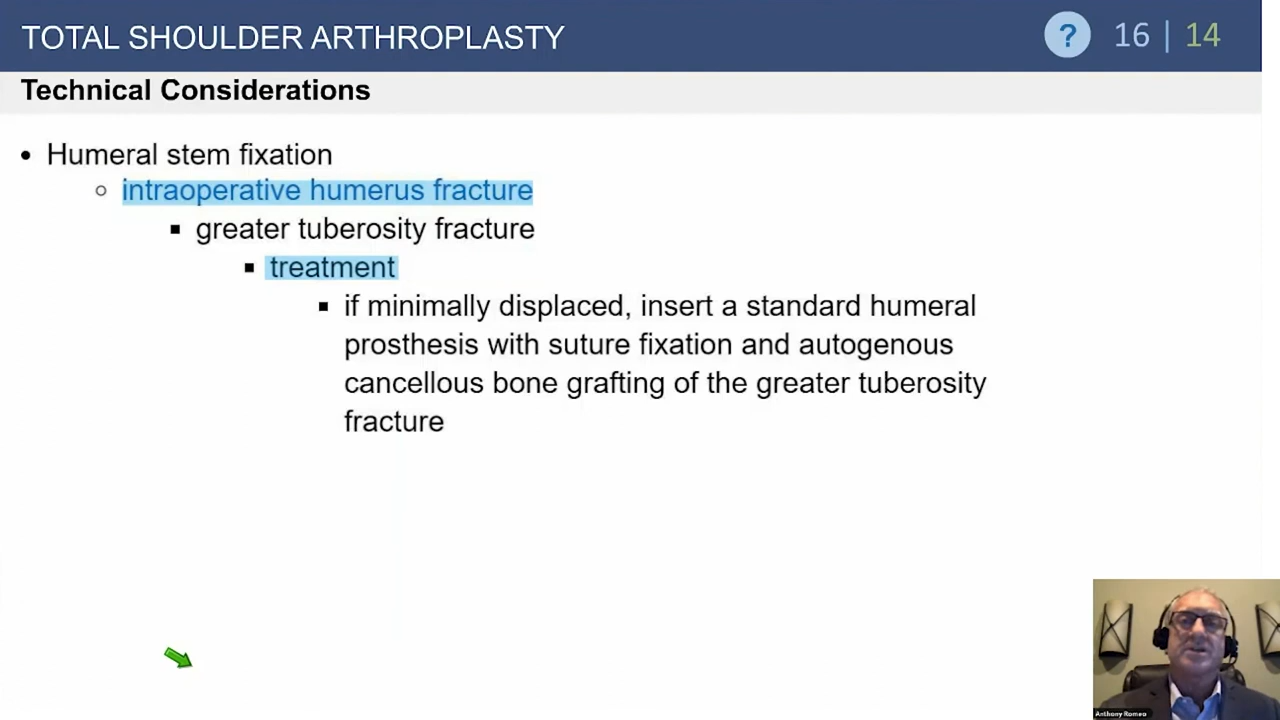 TOTAL SHOULDER ARTHROPLASTY
? 16 | 14
Technical Considerations
Humeral stem fixation
intraoperative humerus fracture
greater tuberosity fracture
treatment
if minimally displaced, insert a standard humeral
prosthesis with suture fixation and autogenous
cancellous bone grafting of the greater tuberosity
fracture
Anthony Romeo